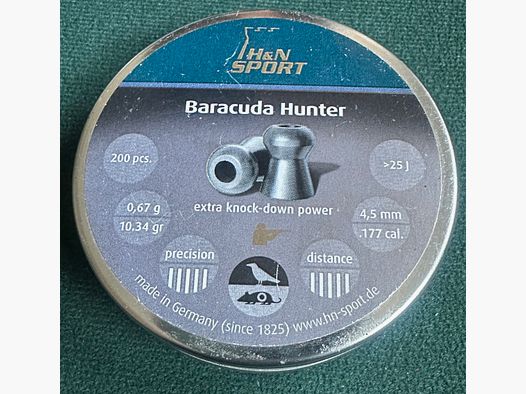 H&N
SPORT
Baracuda Hunter
200 pcs.
>25 J
extra knock-down power
0,67 g
10.34 gr
4,5 mm
.177 cal.
precision
distance
made in Germany (since 1825) www.hn-sport.de